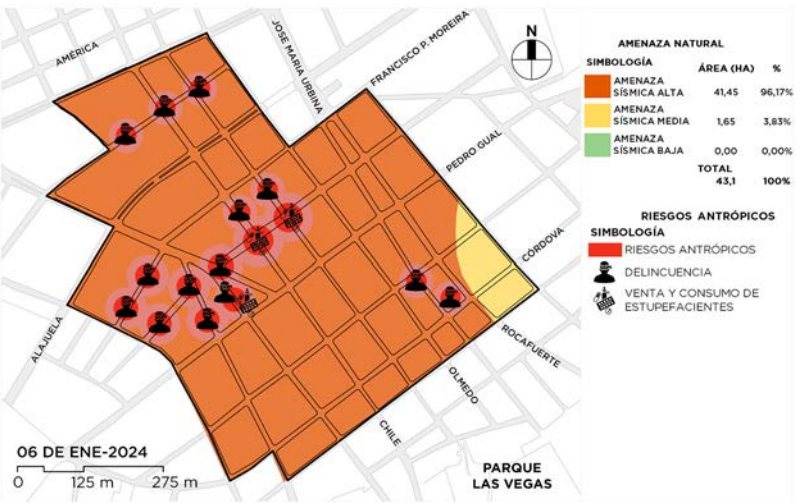 AMÉRICA
JOSE MARIA URBINA
FRANCISCO P. MOREIRA
N
PEDRO GUAL
CÓRDOVA
ALAJUELA
ROCAFUERTE
OLMEDO
CHILE
06 DE ENE-2024
0 125 m 275 m
PARQUE
LAS VEGAS
AMENAZA NATURAL
SIMBOLOGÍA ÁREA (HA) %
AMENAZA
SÍSMICA ALTA 41,45 96,17%
AMENAZA
SÍSMICA MEDIA 1,65 3,83%
AMENAZA
SÍSMICA BAJA 0,00 0,00%
TOTAL
43,1 100%
RIESGOS ANTRÓPICOS
SIMBOLOGÍA
RIESGOS ANTRÓPICOS
DELINCUENCIA
VENTA Y CONSUMO DE
ESTUPEFACIENTES